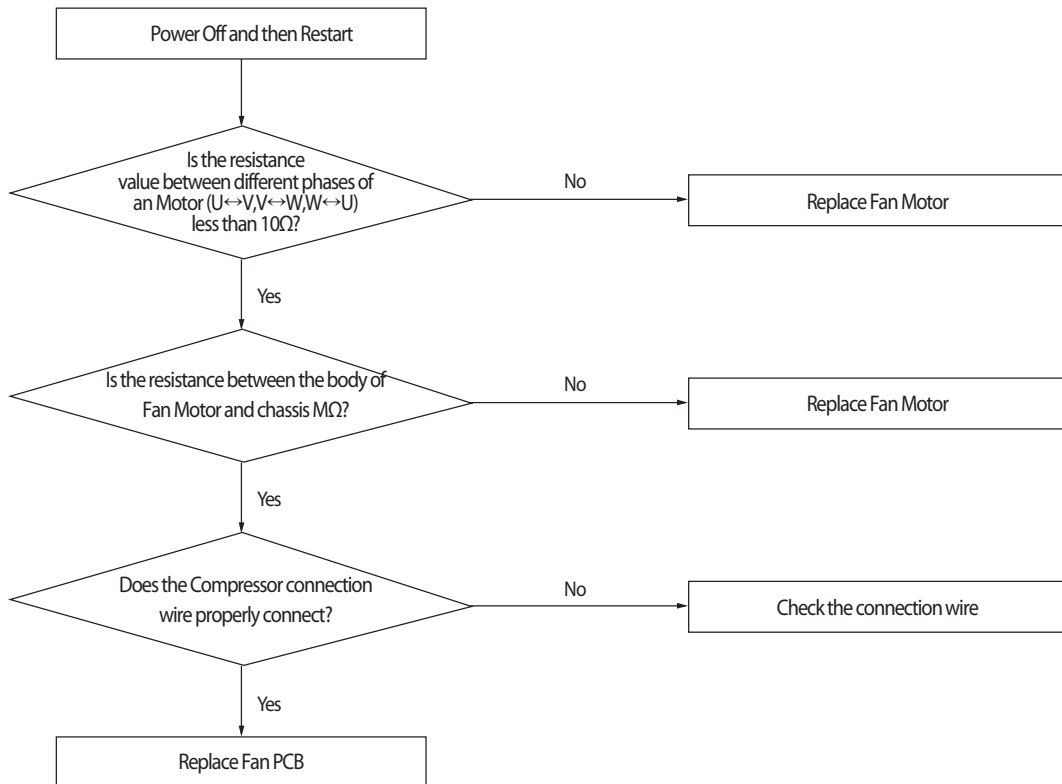 Power Off and then Restart
Is the resistance
value between different phases of
an Motor (U↔V,V↔W,W↔U)
less than 10Ω?
No
Replace Fan Motor
Yes
Is the resistance between the body of
Fan Motor and chassis MΩ?
No
Replace Fan Motor
Yes
Does the Compressor connection
wire properly connect?
No
Check the connection wire
Yes
Replace Fan PCB